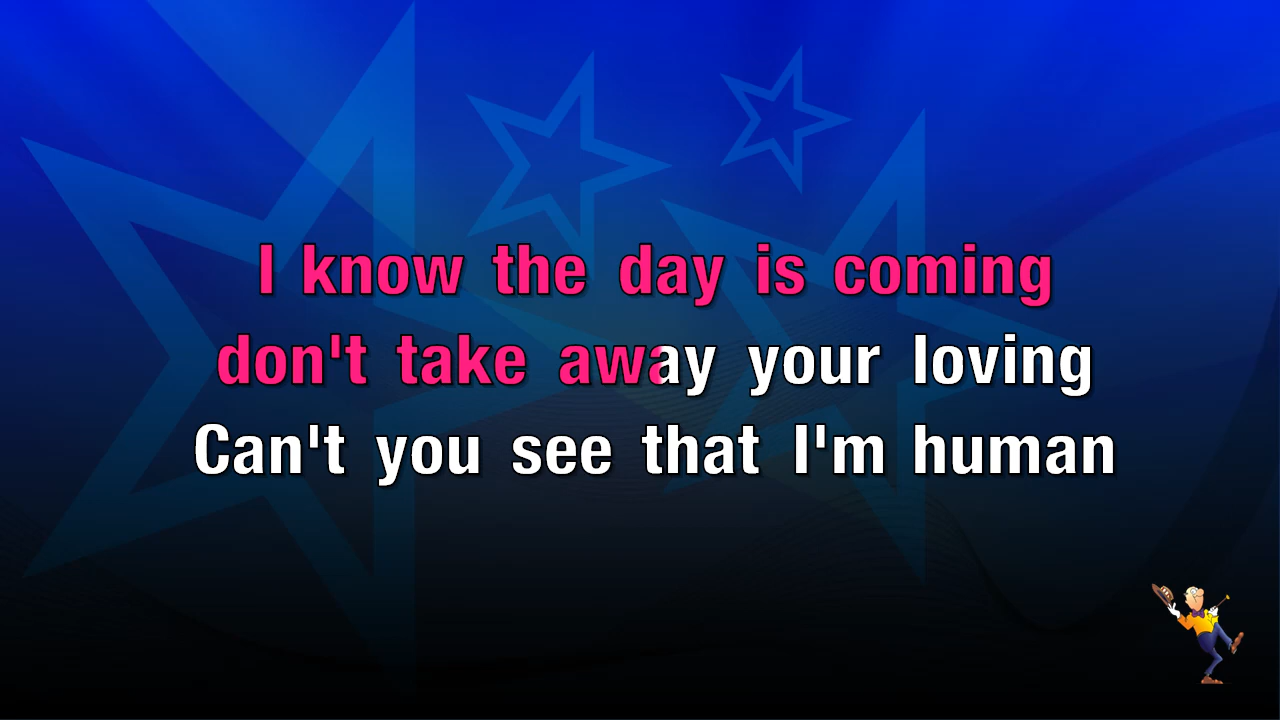 I know the day is coming
don't take away your loving
Can't you see that I'm human